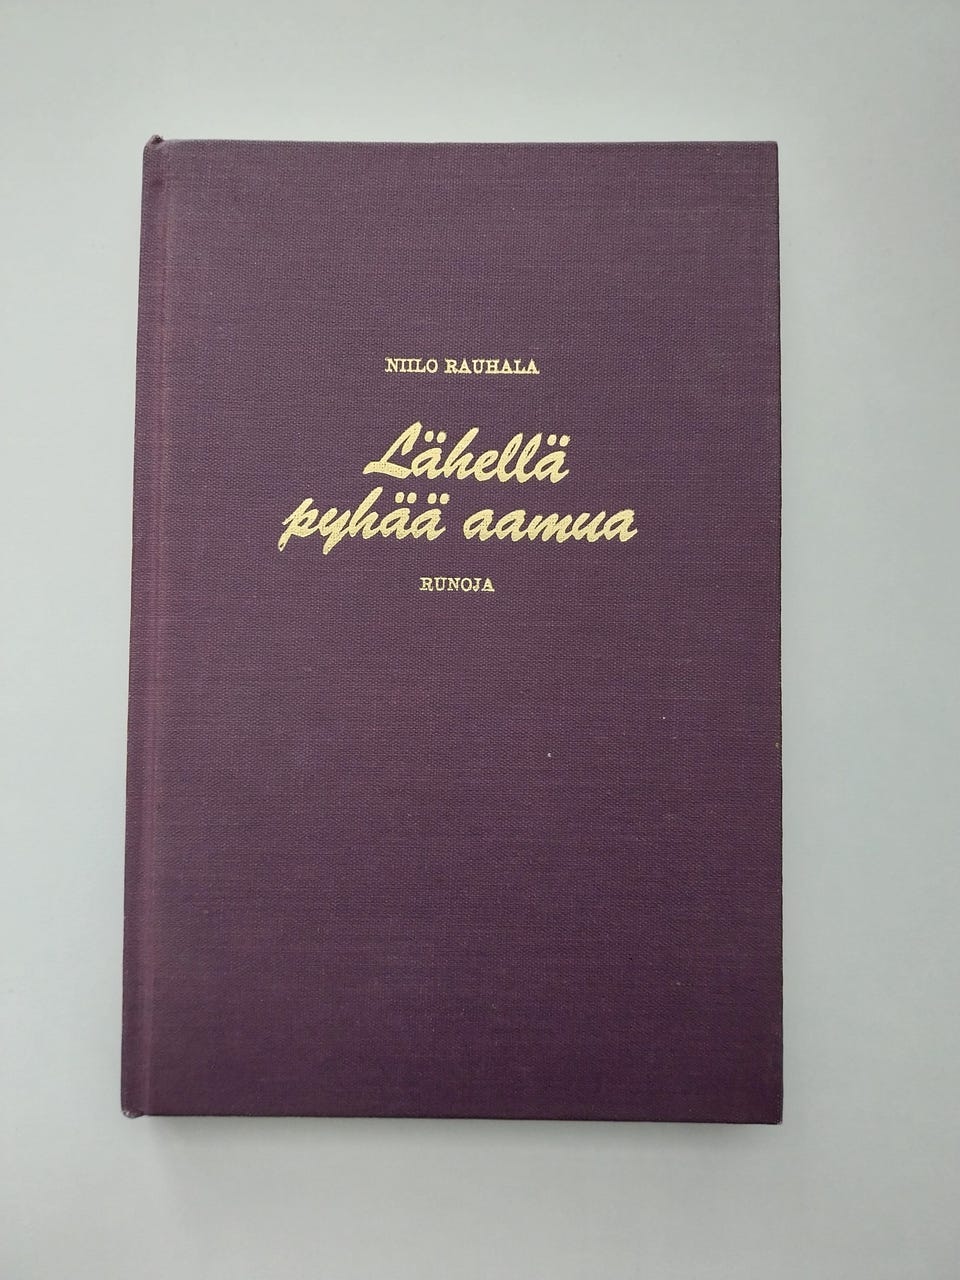 NIILO RAUHALA
Lähellä
pyhää aamua
RUNOJA